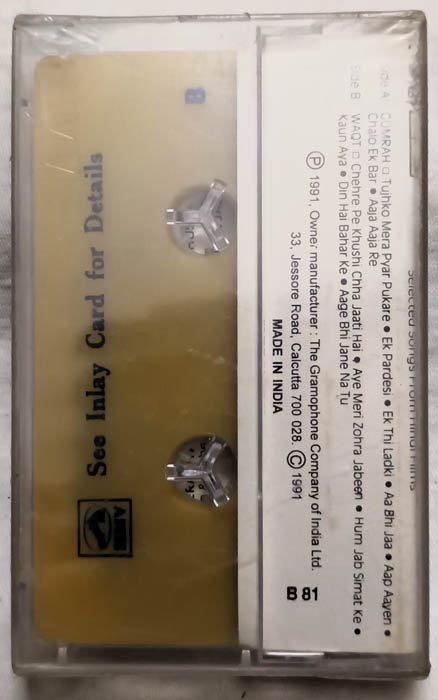 Selected Songs From Hindi Films
Side A GUMRAH □ Tujhko Mera Pyar Pukare • Ek Pardesi • Ek Thi Ladki • Aa Bhi Jaa • Aap Aayen •
Chalo Ek Bar • Aaja Aaja Re
Side B WAQT □ Chehre Pe Khushi Chha Jaati Hai • Aye Meri Zohra Jabeen • Hum Jab Simat Ke •
Kaun Aya • Din Hai Bahar Ke • Aage Bhi Jane Na Tu
Ⓟ 1991, Owner manufacturer : The Gramophone Company of India Ltd.
33, Jessore Road, Calcutta 700 028. Ⓒ 1991
MADE IN INDIA
B 81
B
See Inlay Card for Details